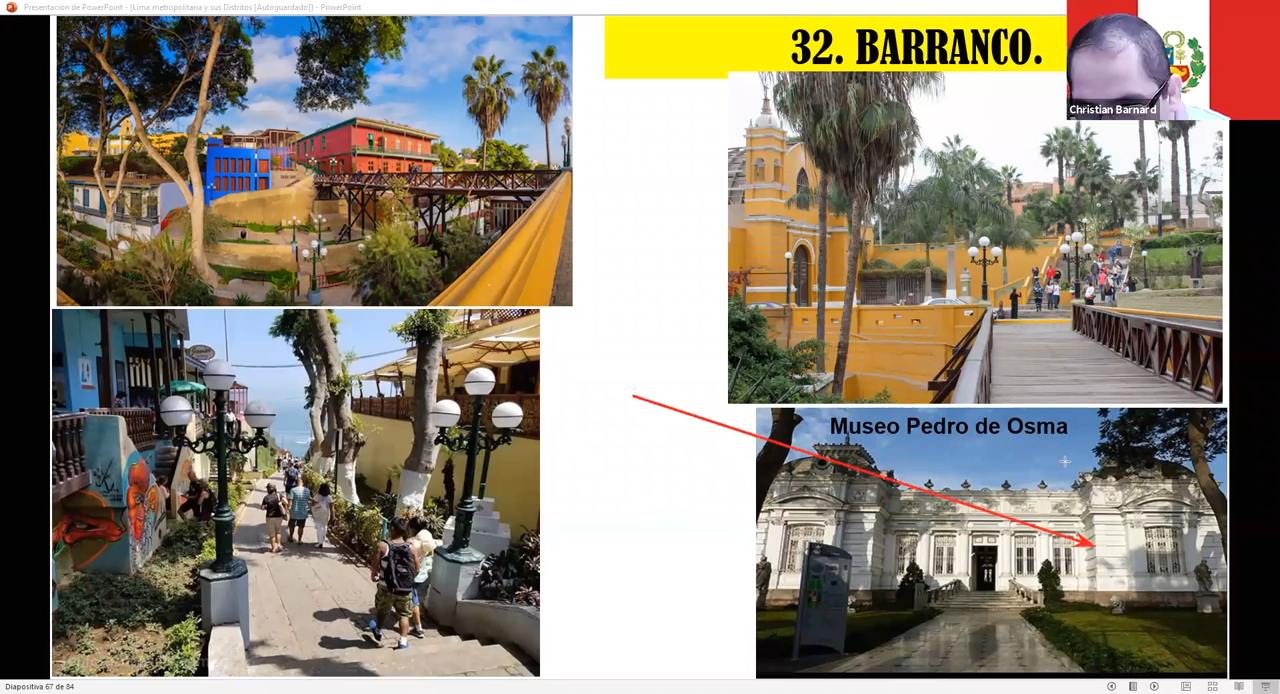 Presentación de PowerPoint - [Lima metropolitana y sus Distritos [Autoguardado]] - PowerPoint
32. BARRANCO.
Christian Barnard
Museo Pedro de Osma
Diapositiva 67 de 84